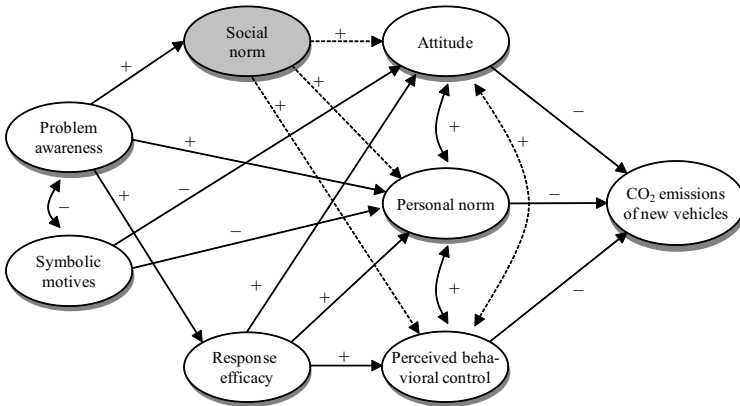 Social
norm
Attitude
+
+
+
+
Problem
awareness
+
+
+
–
–
–
+
Personal norm
–
CO₂ emissions
of new vehicles
Symbolic
motives
–
+
+
+
–
Response
efficacy
+
Perceived beha-
vioral control